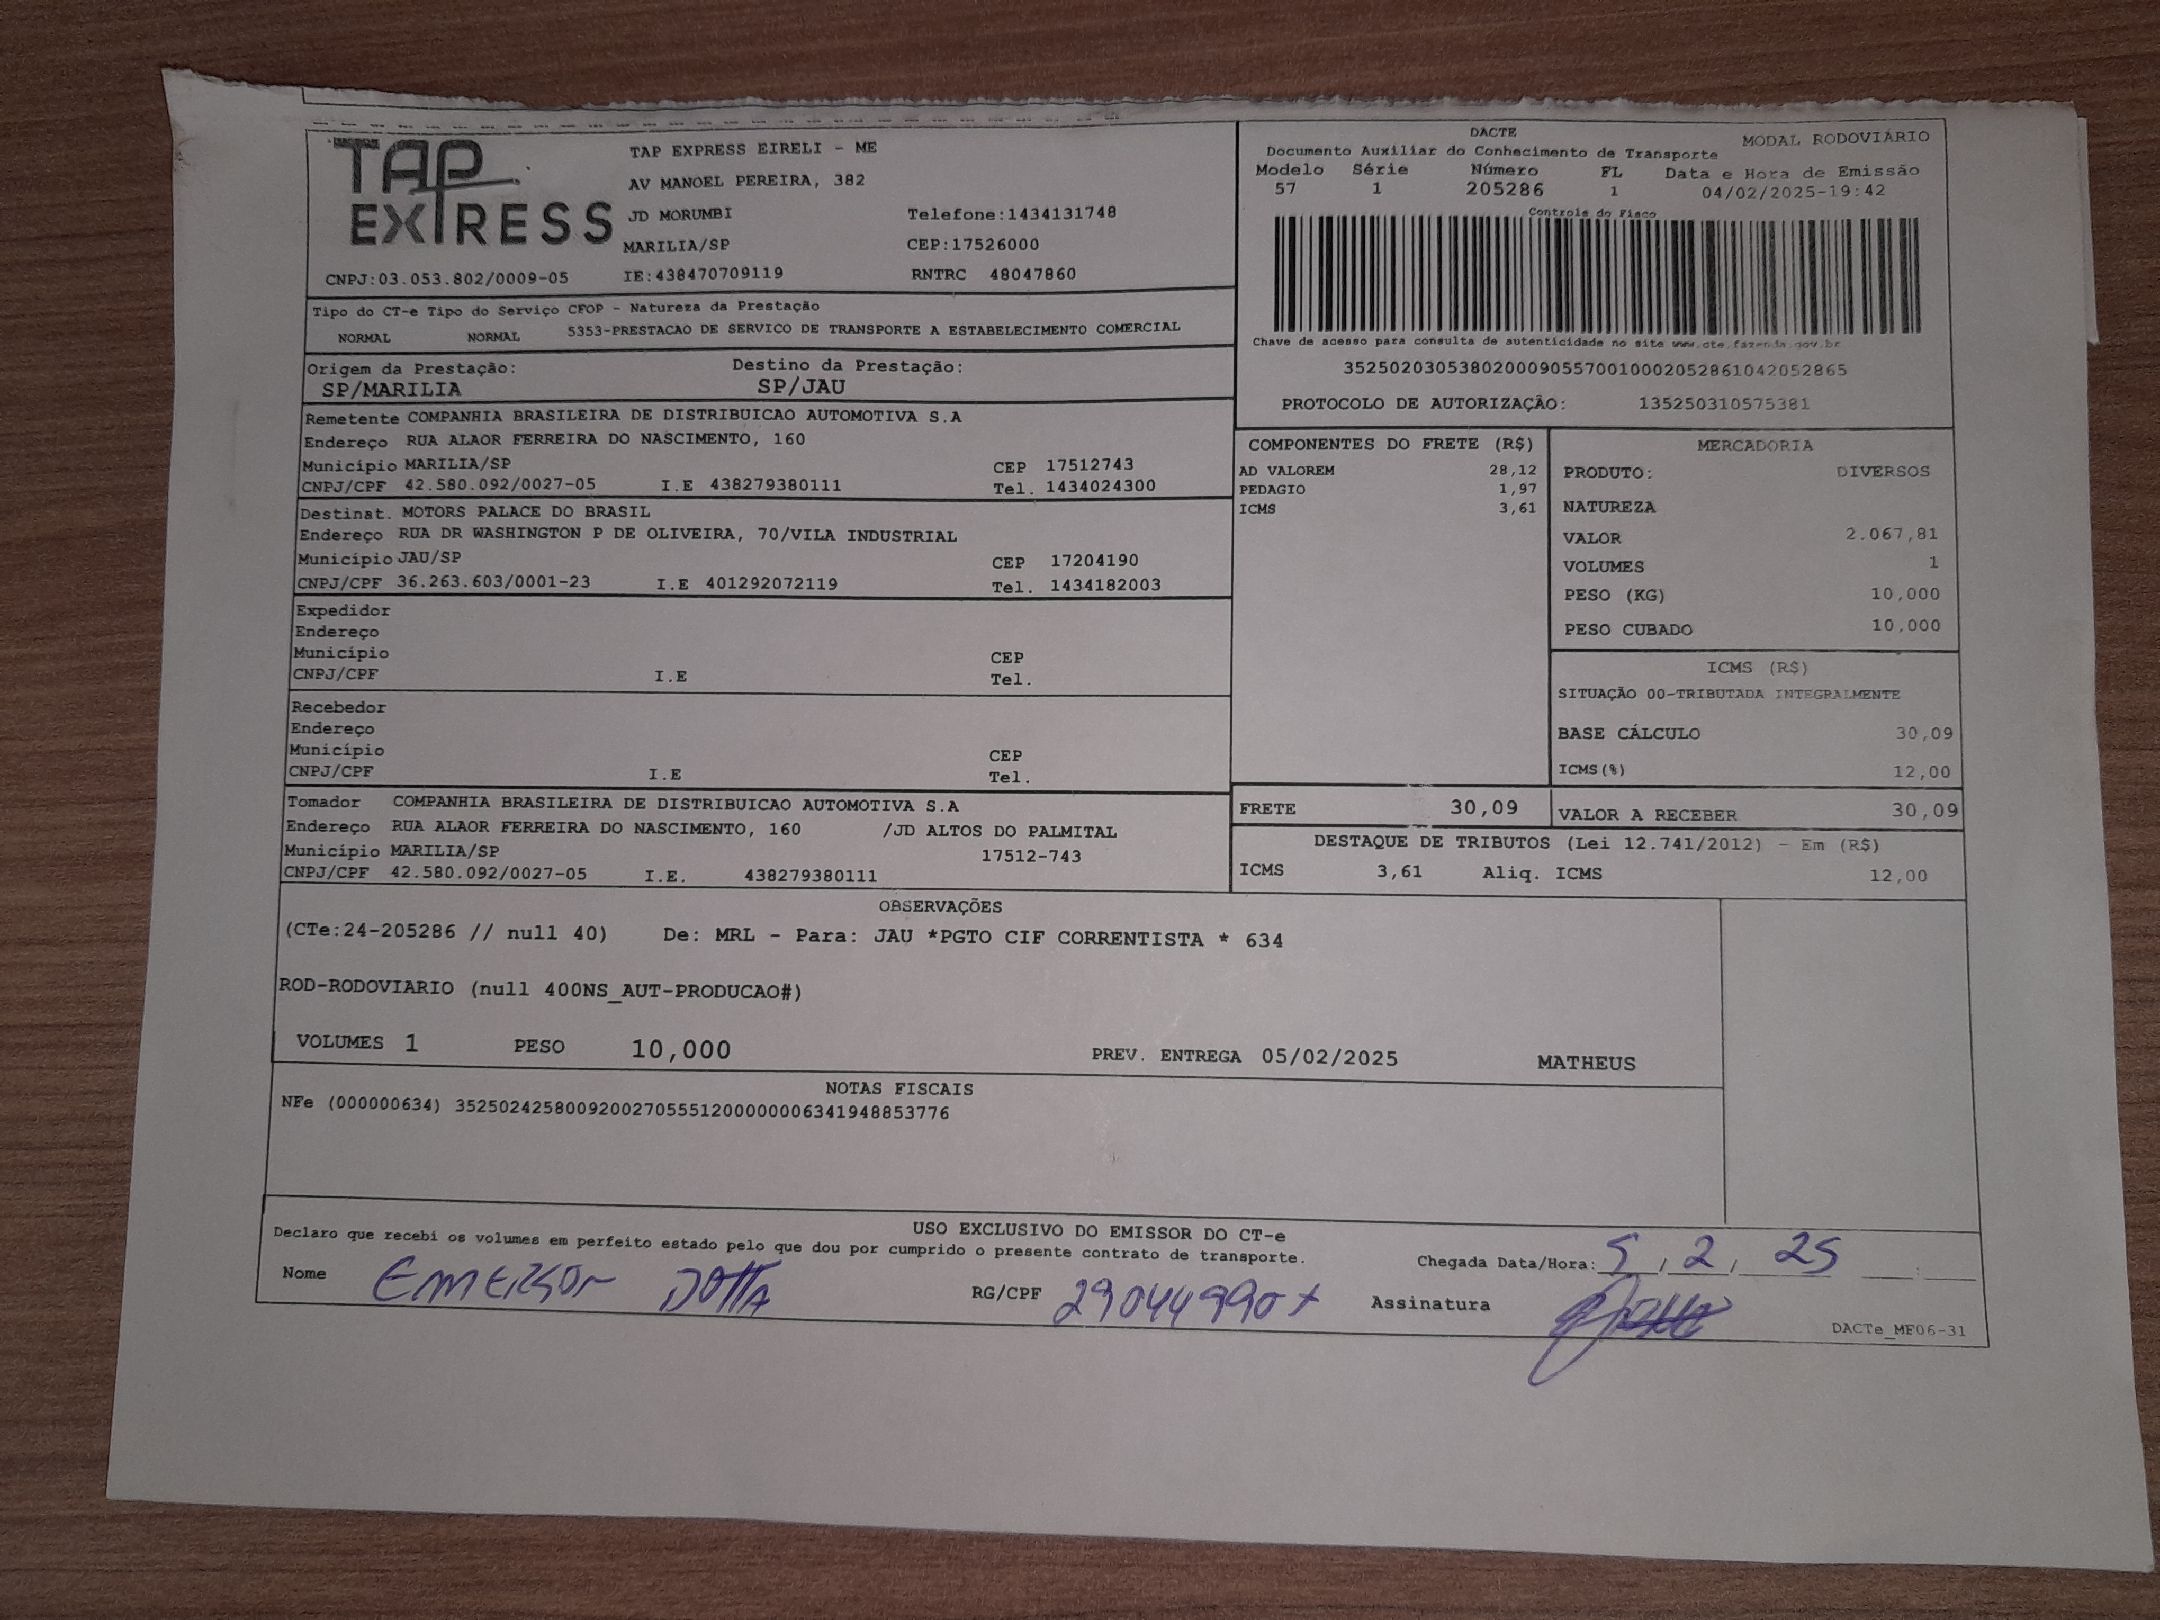 TAP EXPRESS
TAP EXPRESS EIRELI - ME
AV MANOEL PEREIRA, 382
JD MORUMBI Telefone:1434131748
MARILIA/SP CEP:17526000
CNPJ:03.053.802/0009-05 IE:438470709119 RNTRC 48047860
DACTE MODAL RODOVIÁRIO
Documento Auxiliar do Conhecimento de Transporte
Modelo Série Número FL Data e Hora de Emissão
57 1 205286 1 04/02/2025-19:42
Controle do Fisco
Chave de acesso para consulta de autenticidade no site www.cte.fazenda.gov.br
35250203053802000905570010002052861042052865
PROTOCOLO DE AUTORIZAÇÃO: 135250310575381
Tipo do CT-e Tipo do Serviço CFOP - Natureza da Prestação
NORMAL NORMAL 5353-PRESTACAO DE SERVICO DE TRANSPORTE A ESTABELECIMENTO COMERCIAL
Origem da Prestação: Destino da Prestação:
SP/MARILIA SP/JAU
Remetente COMPANHIA BRASILEIRA DE DISTRIBUICAO AUTOMOTIVA S.A
Endereço RUA ALAOR FERREIRA DO NASCIMENTO, 160
Município MARILIA/SP CEP 17512743
CNPJ/CPF 42.580.092/0027-05 I.E 438279380111 Tel. 1434024300
Destinat. MOTORS PALACE DO BRASIL
Endereço RUA DR WASHINGTON P DE OLIVEIRA, 70/VILA INDUSTRIAL
Município JAU/SP CEP 17204190
CNPJ/CPF 36.263.603/0001-23 I.E 401292072119 Tel. 1434182003
Expedidor
Endereço
Município CEP
CNPJ/CPF I.E Tel.
Recebedor
Endereço
Município CEP
CNPJ/CPF I.E Tel.
Tomador COMPANHIA BRASILEIRA DE DISTRIBUICAO AUTOMOTIVA S.A
Endereço RUA ALAOR FERREIRA DO NASCIMENTO, 160 /JD ALTOS DO PALMITAL
Município MARILIA/SP 17512-743
CNPJ/CPF 42.580.092/0027-05 I.E. 438279380111
COMPONENTES DO FRETE (R$)
AD VALOREM 28,12
PEDAGIO 1,97
ICMS 3,61
MERCADORIA
PRODUTO: DIVERSOS
NATUREZA
VALOR 2.067,81
VOLUMES 1
PESO (KG) 10,000
PESO CUBADO 10,000
ICMS (R$)
SITUAÇÃO 00-TRIBUTADA INTEGRALMENTE
BASE CÁLCULO 30,09
ICMS(%) 12,00
FRETE 30,09 VALOR A RECEBER 30,09
DESTAQUE DE TRIBUTOS (Lei 12.741/2012) - Em (R$)
ICMS 3,61 Aliq. ICMS 12,00
OBSERVAÇÕES
(CTe:24-205286 // null 40) De: MRL - Para: JAU *PGTO CIF CORRENTISTA * 634
ROD-RODOVIARIO (null 400NS_AUT-PRODUCAO#)
VOLUMES 1 PESO 10,000 PREV. ENTREGA 05/02/2025 MATHEUS
NOTAS FISCAIS
NFe (000000634) 35250242580092002705551200000006341948853776
USO EXCLUSIVO DO EMISSOR DO CT-e
Declaro que recebi os volumes em perfeito estado pelo que dou por cumprido o presente contrato de transporte.
Chegada Data/Hora: 5 / 2 / 25 :
Nome EMERSON DOTTA RG/CPF 29044990X Assinatura
DACTe_MF06-31